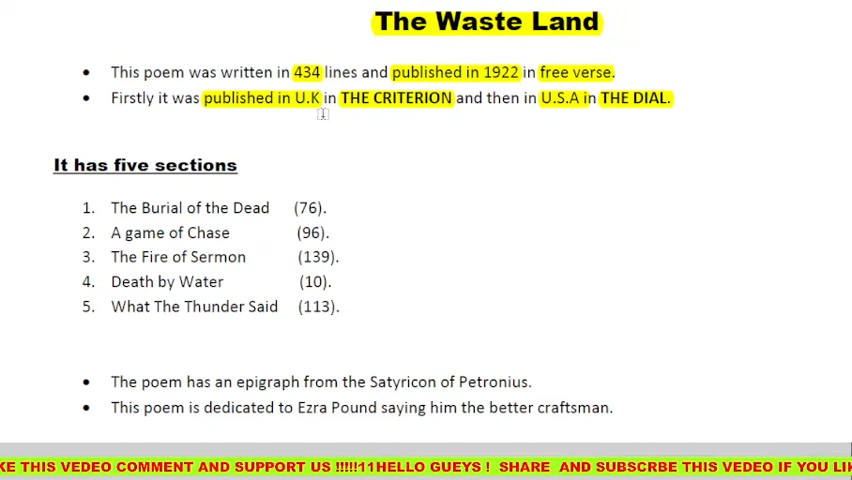 The Waste Land
• This poem was written in 434 lines and published in 1922 in free verse.
• Firstly it was published in U.K in THE CRITERION and then in U.S.A in THE DIAL.
It has five sections
1. The Burial of the Dead (76).
2. A game of Chase (96).
3. The Fire of Sermon (139).
4. Death by Water (10).
5. What The Thunder Said (113).
• The poem has an epigraph from the Satyricon of Petronius.
• This poem is dedicated to Ezra Pound saying him the better craftsman.
KE THIS VEDEO COMMENT AND SUPPORT US !!!!!11HELLO GUEYS ! SHARE AND SUBSCRBE THIS VEDEO IF YOU LIK